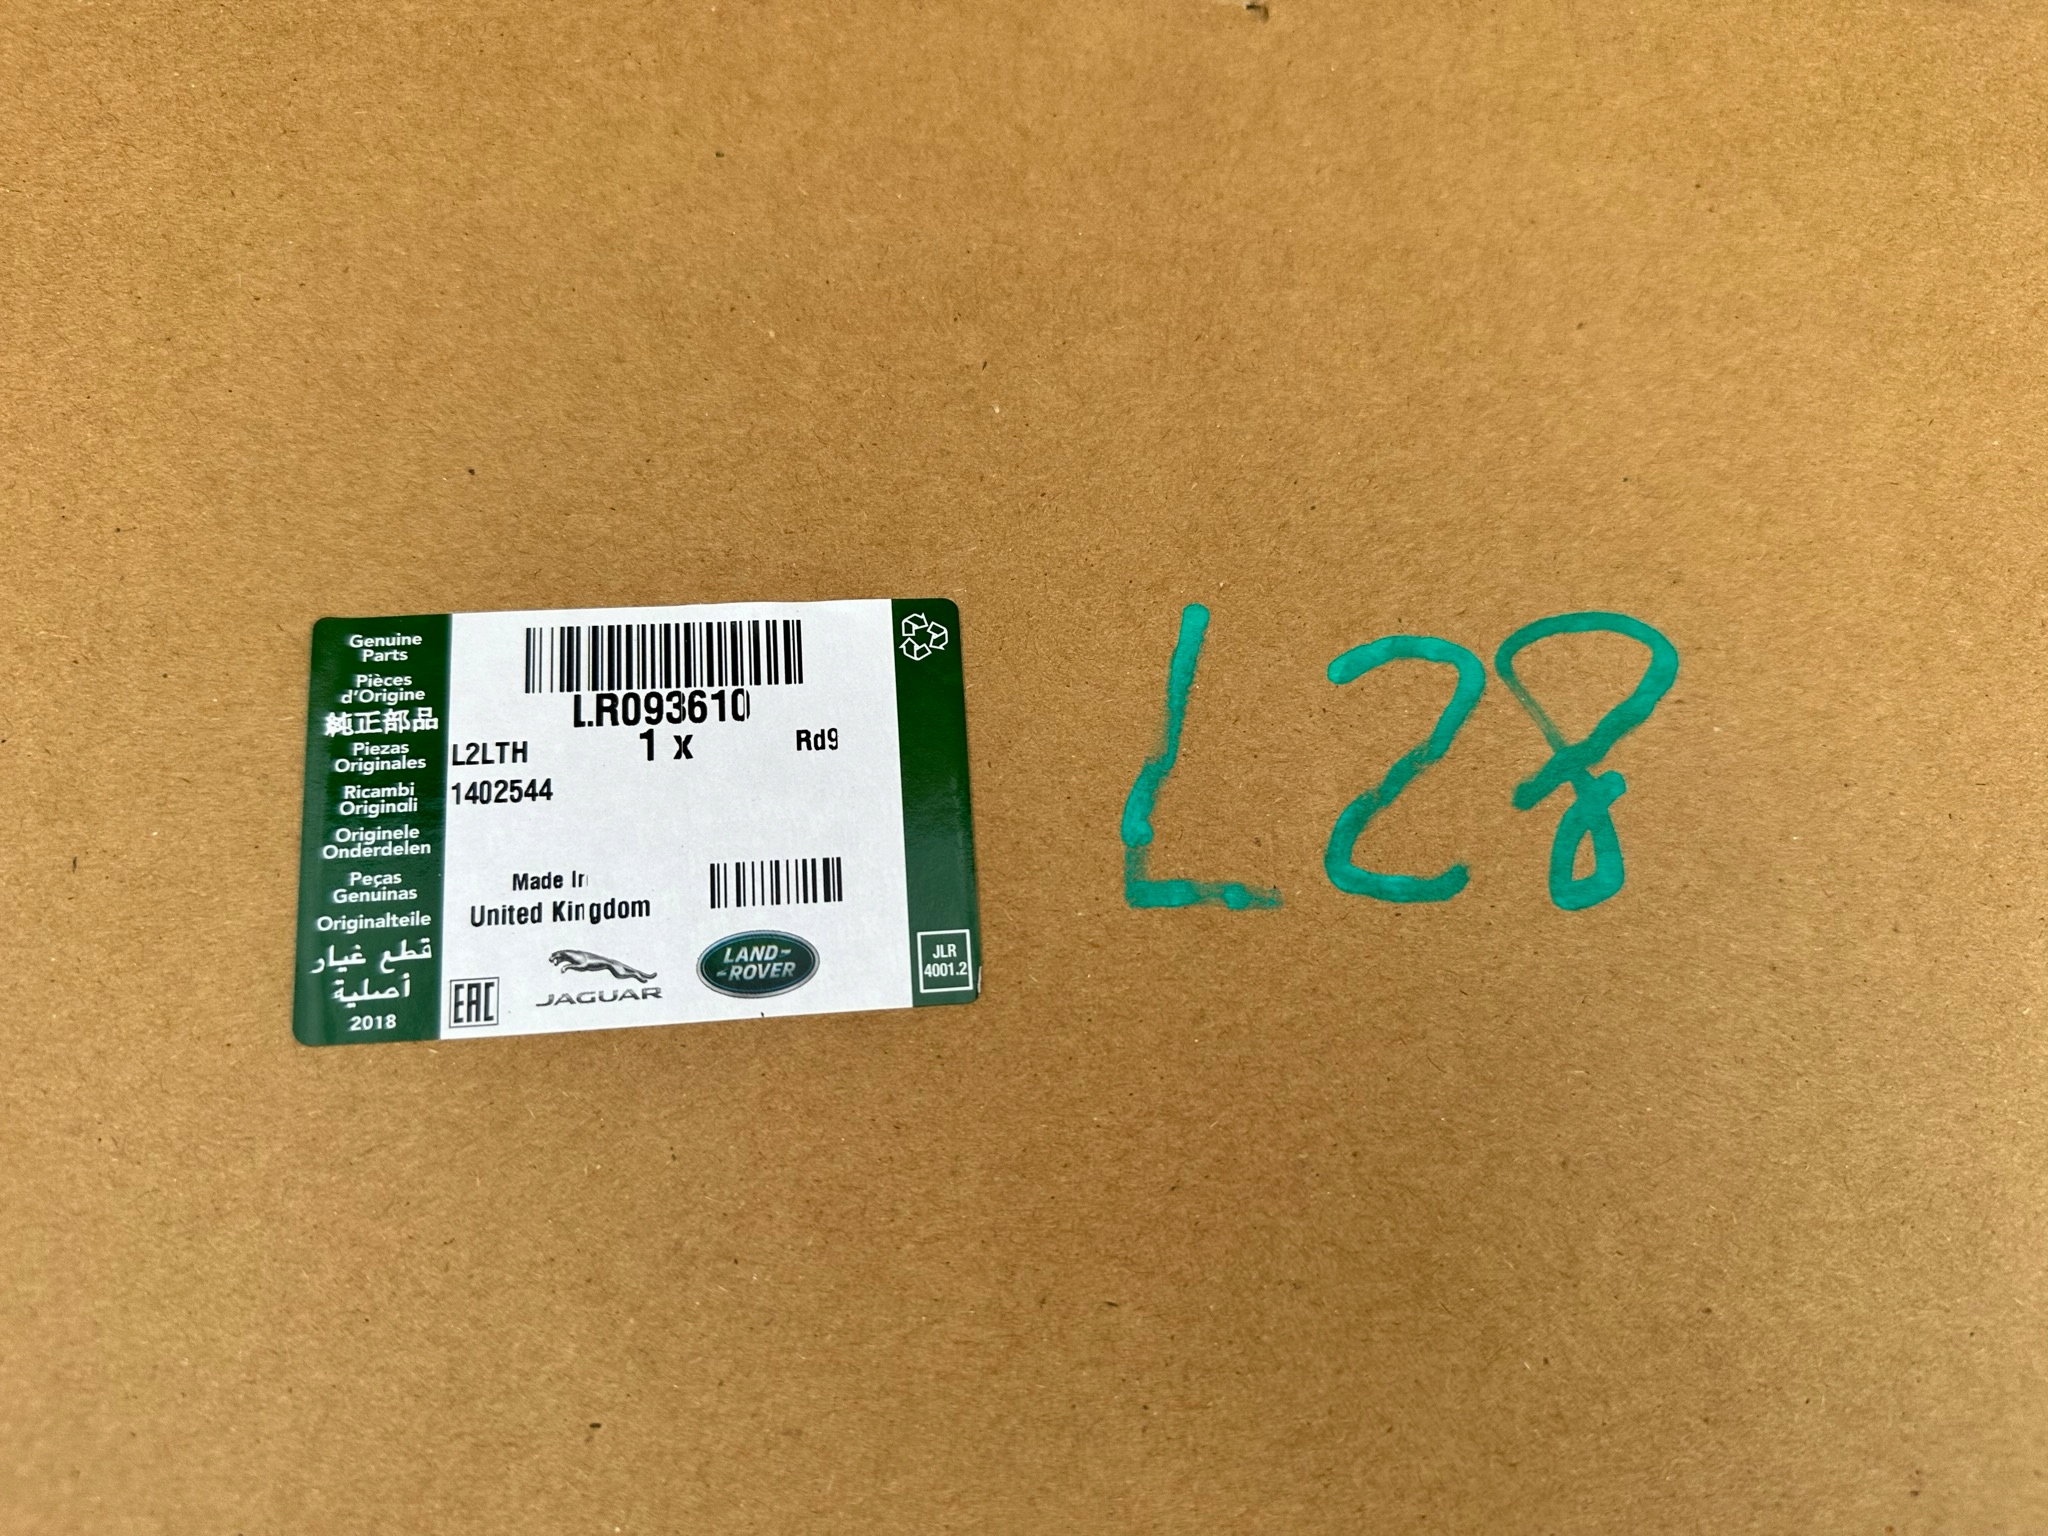 Genuine
Parts
Pièces
d'Origine
純正部品
Piezas
Originales
Ricambi
Originali
Originele
Onderdelen
Peças
Genuinas
Originalteile
قطع غيار
أصلية
2018
LR093610
L2LTH 1 x Rd9
1402544
Made In
United Kingdom
EAC
JAGUAR
LAND
ROVER
JLR
4001.2
L28